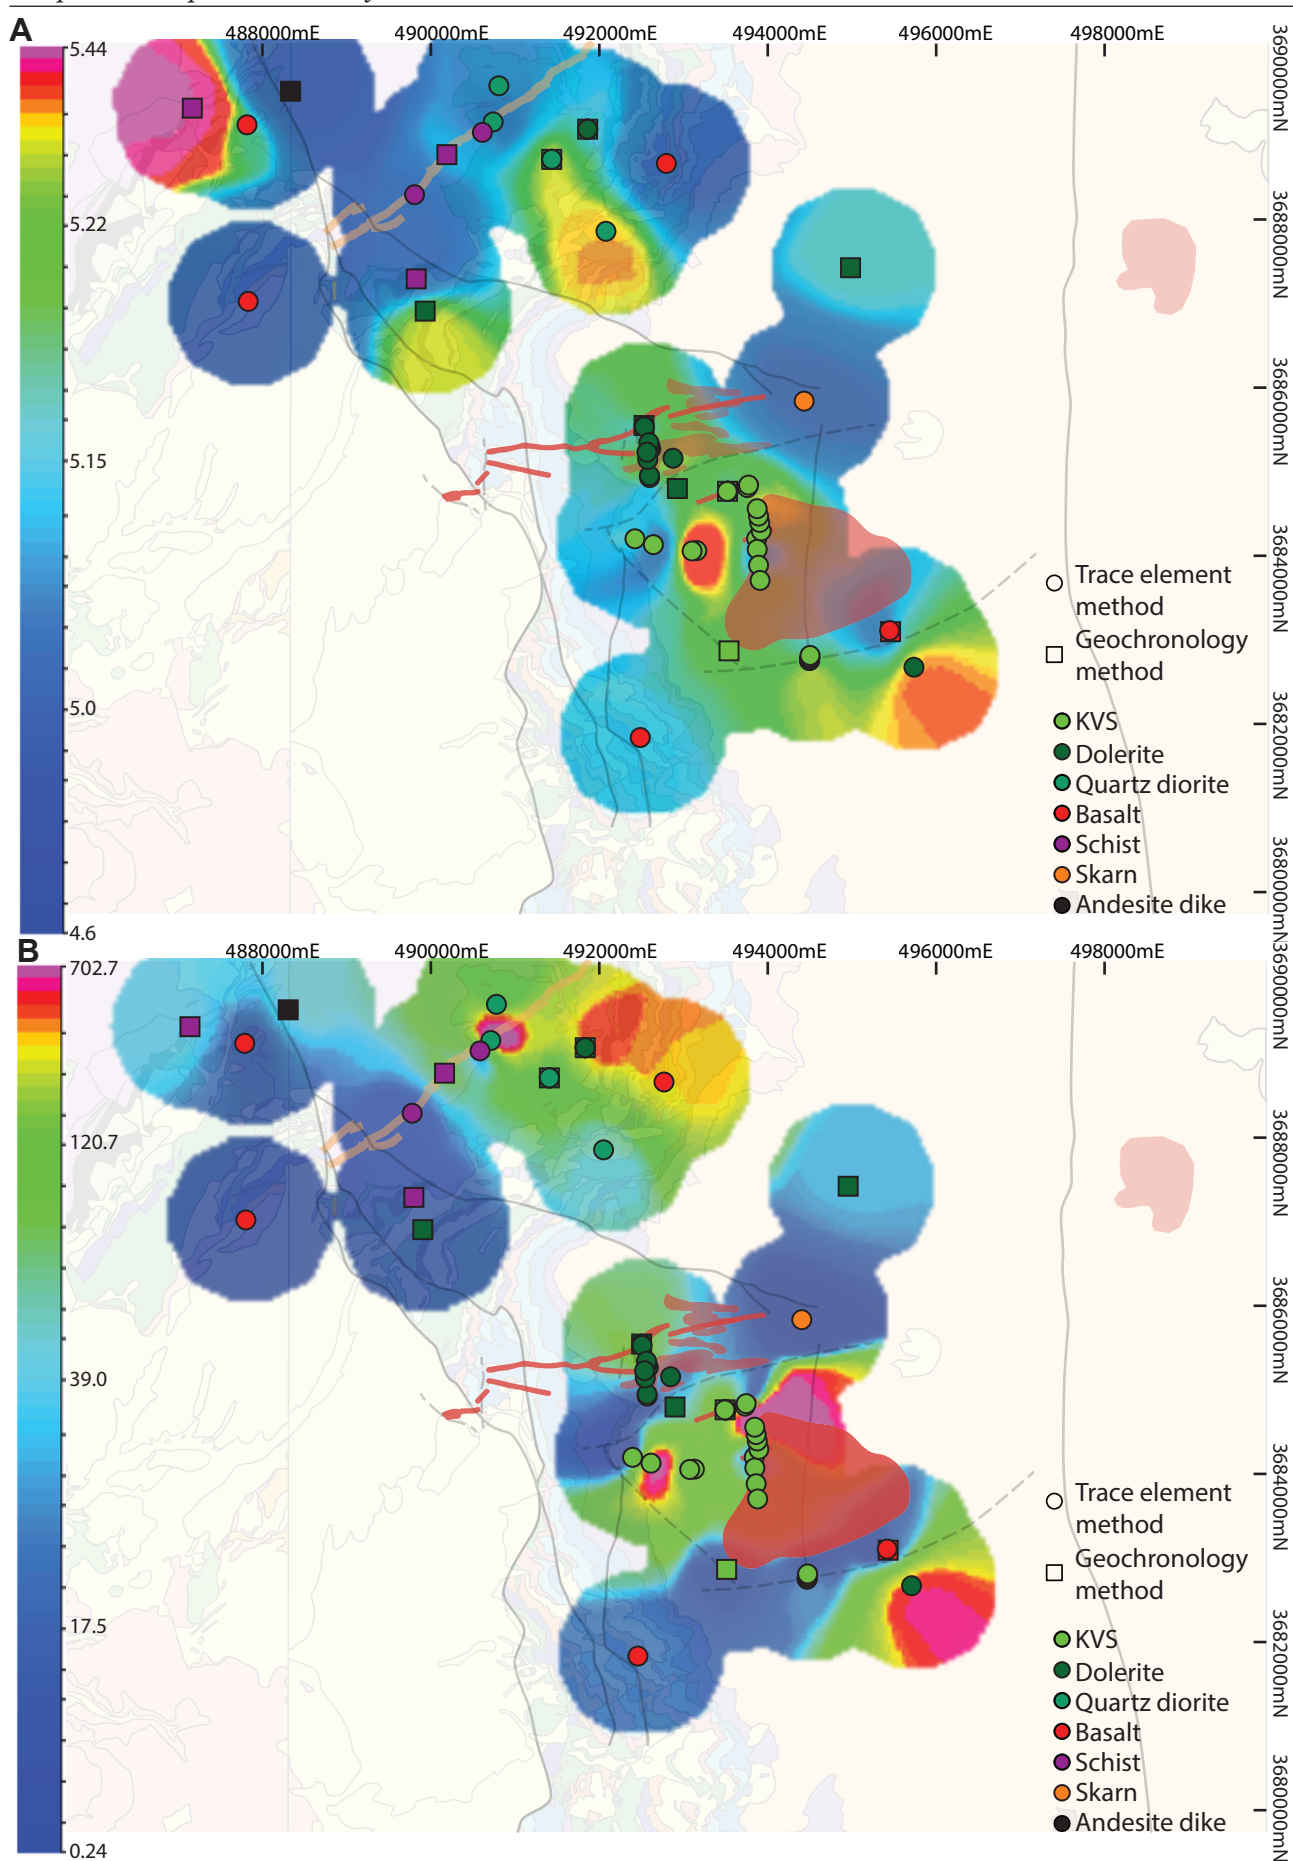 A
488000mE 490000mE 492000mE 494000mE 496000mE 498000mE
5.44
5.22
5.15
5.0
4.6
3690000mN
3688000mN
3686000mN
3684000mN
3682000mN
3680000mN
Trace element
method
Geochronology
method
KVS
Dolerite
Quartz diorite
Basalt
Schist
Skarn
Andesite dike
B
488000mE 490000mE 492000mE 494000mE 496000mE 498000mE
702.7
120.7
39.0
17.5
0.24
3690000mN
3688000mN
3686000mN
3684000mN
3682000mN
3680000mN
Trace element
method
Geochronology
method
KVS
Dolerite
Quartz diorite
Basalt
Schist
Skarn
Andesite dike